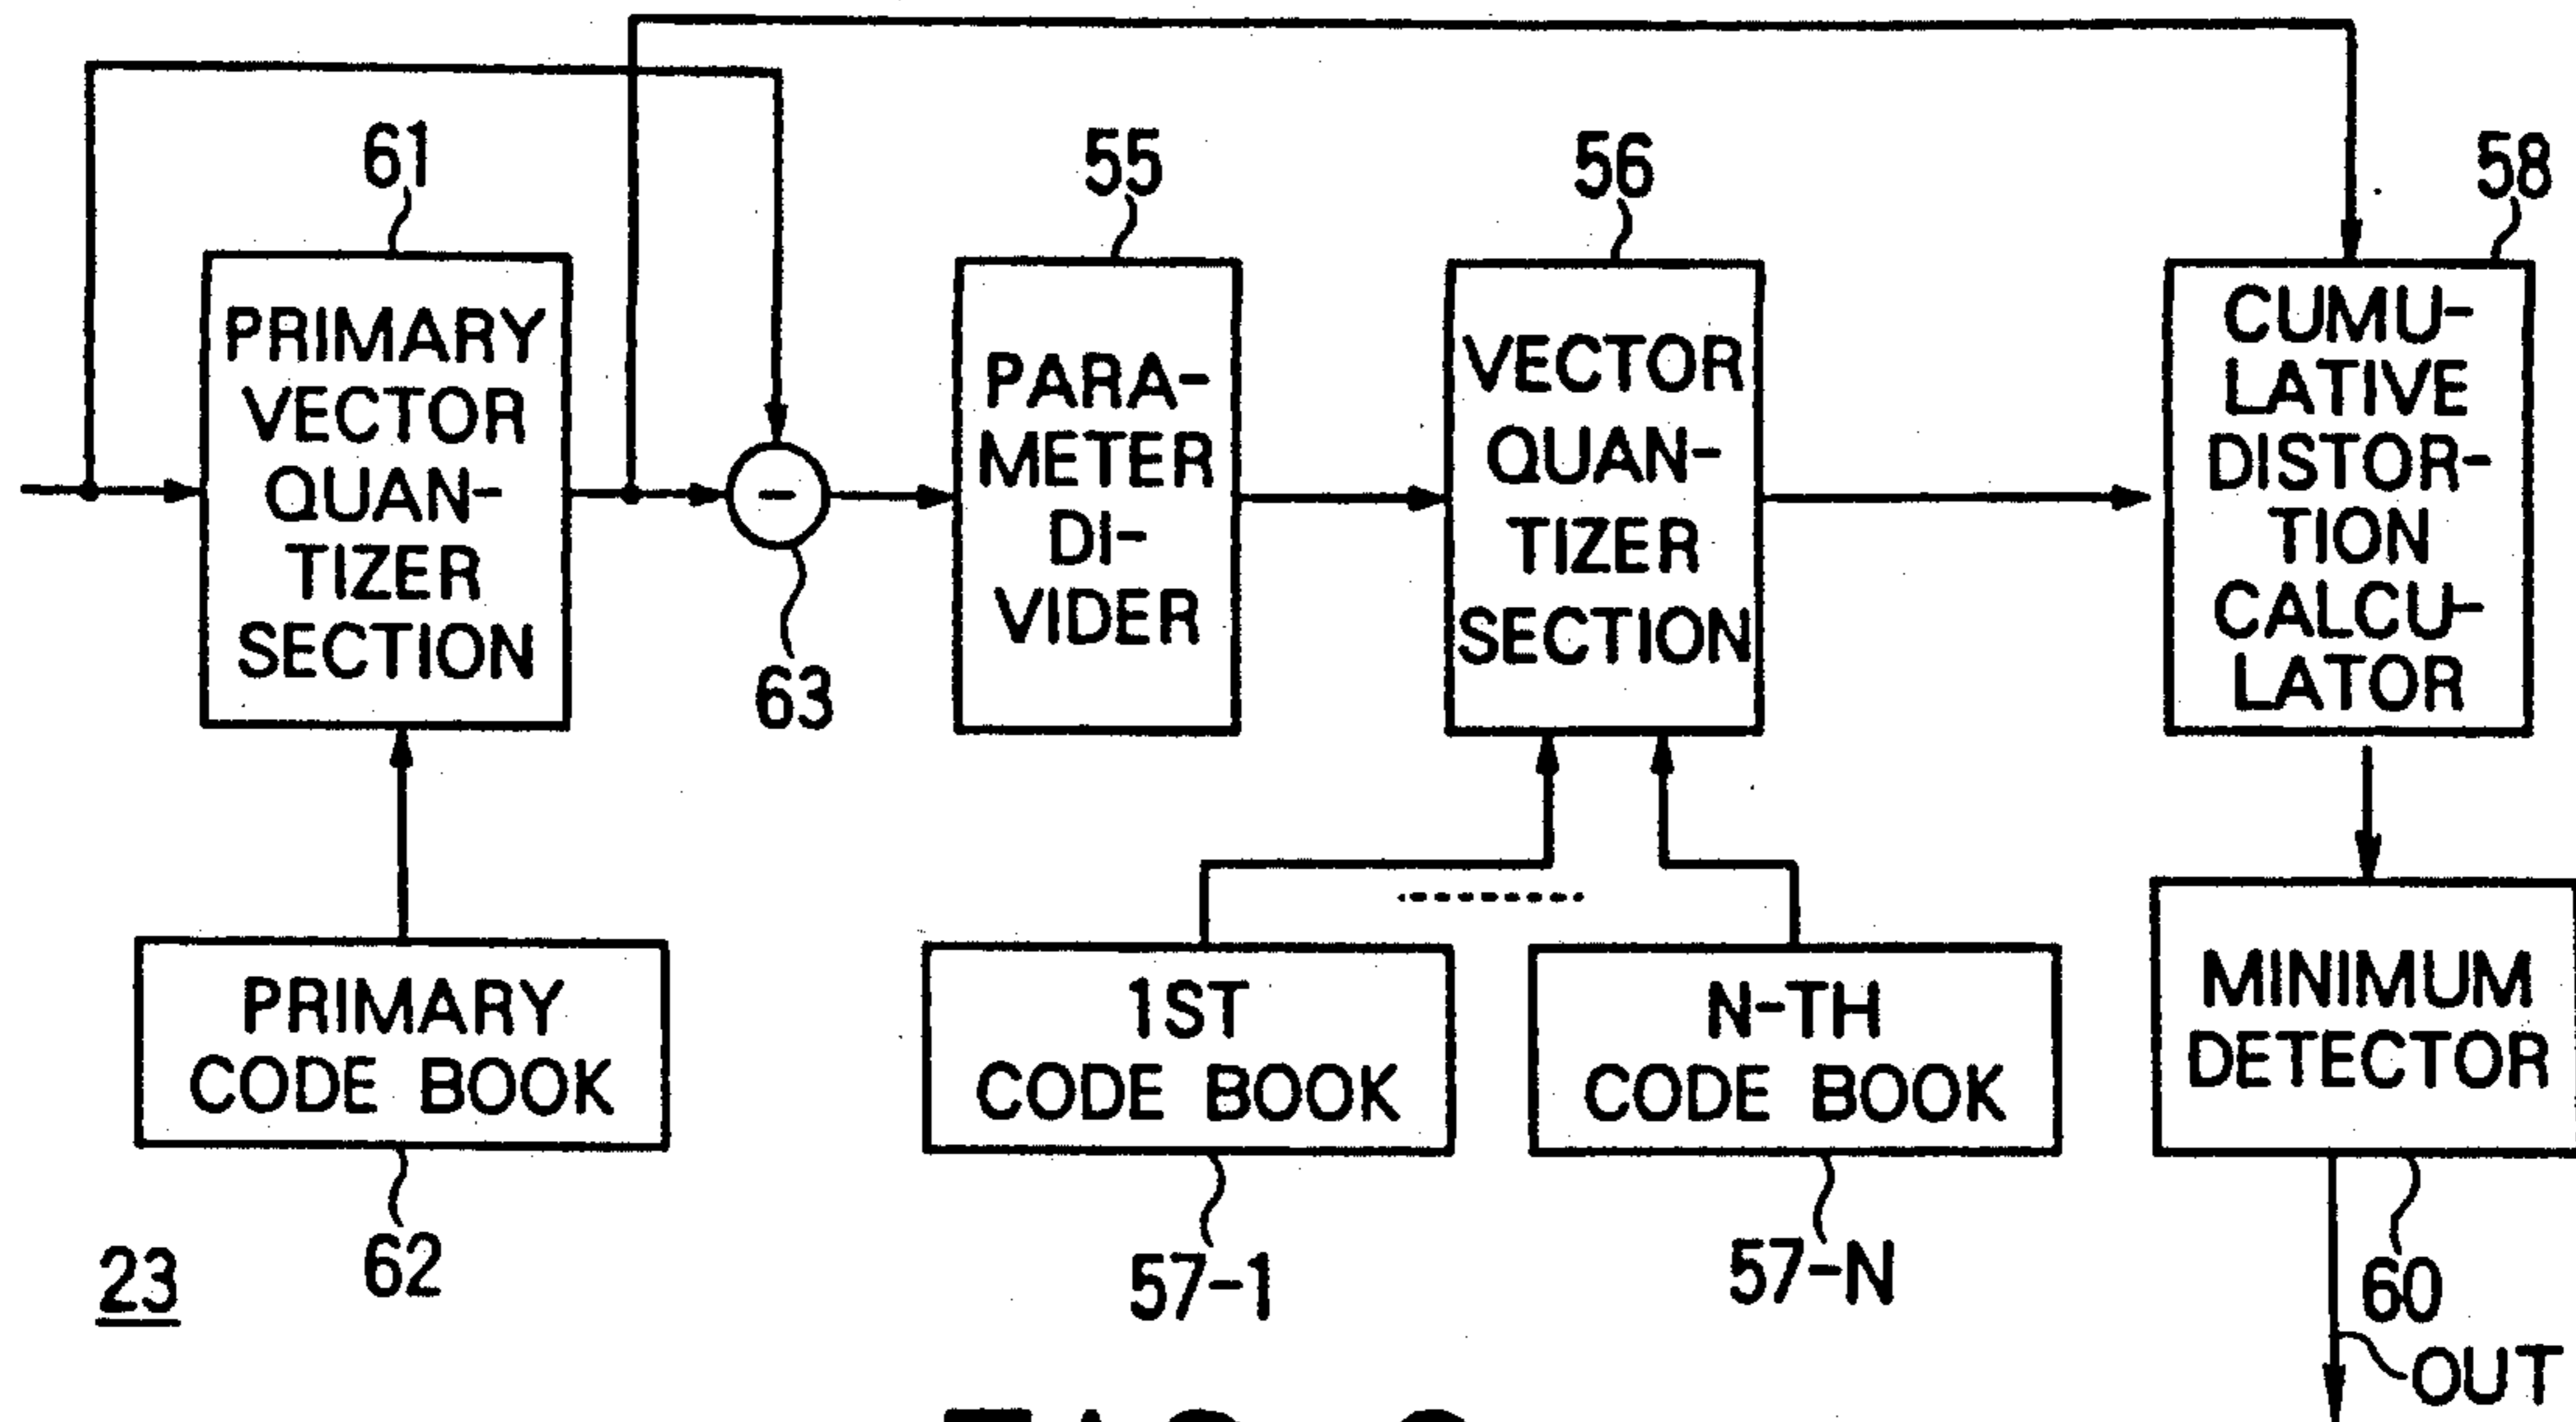 61
55
56
58
PRIMARY
VECTOR
QUAN-
TIZER
SECTION
63
PARA-
METER
DI-
VIDER
VECTOR
QUAN-
TIZER
SECTION
CUMU-
LATIVE
DISTOR-
TION
CALCU-
LATOR
-
PRIMARY
CODE BOOK
62
1ST
CODE BOOK
57-1
N-TH
CODE BOOK
57-N
MINIMUM
DETECTOR
60
OUT
23